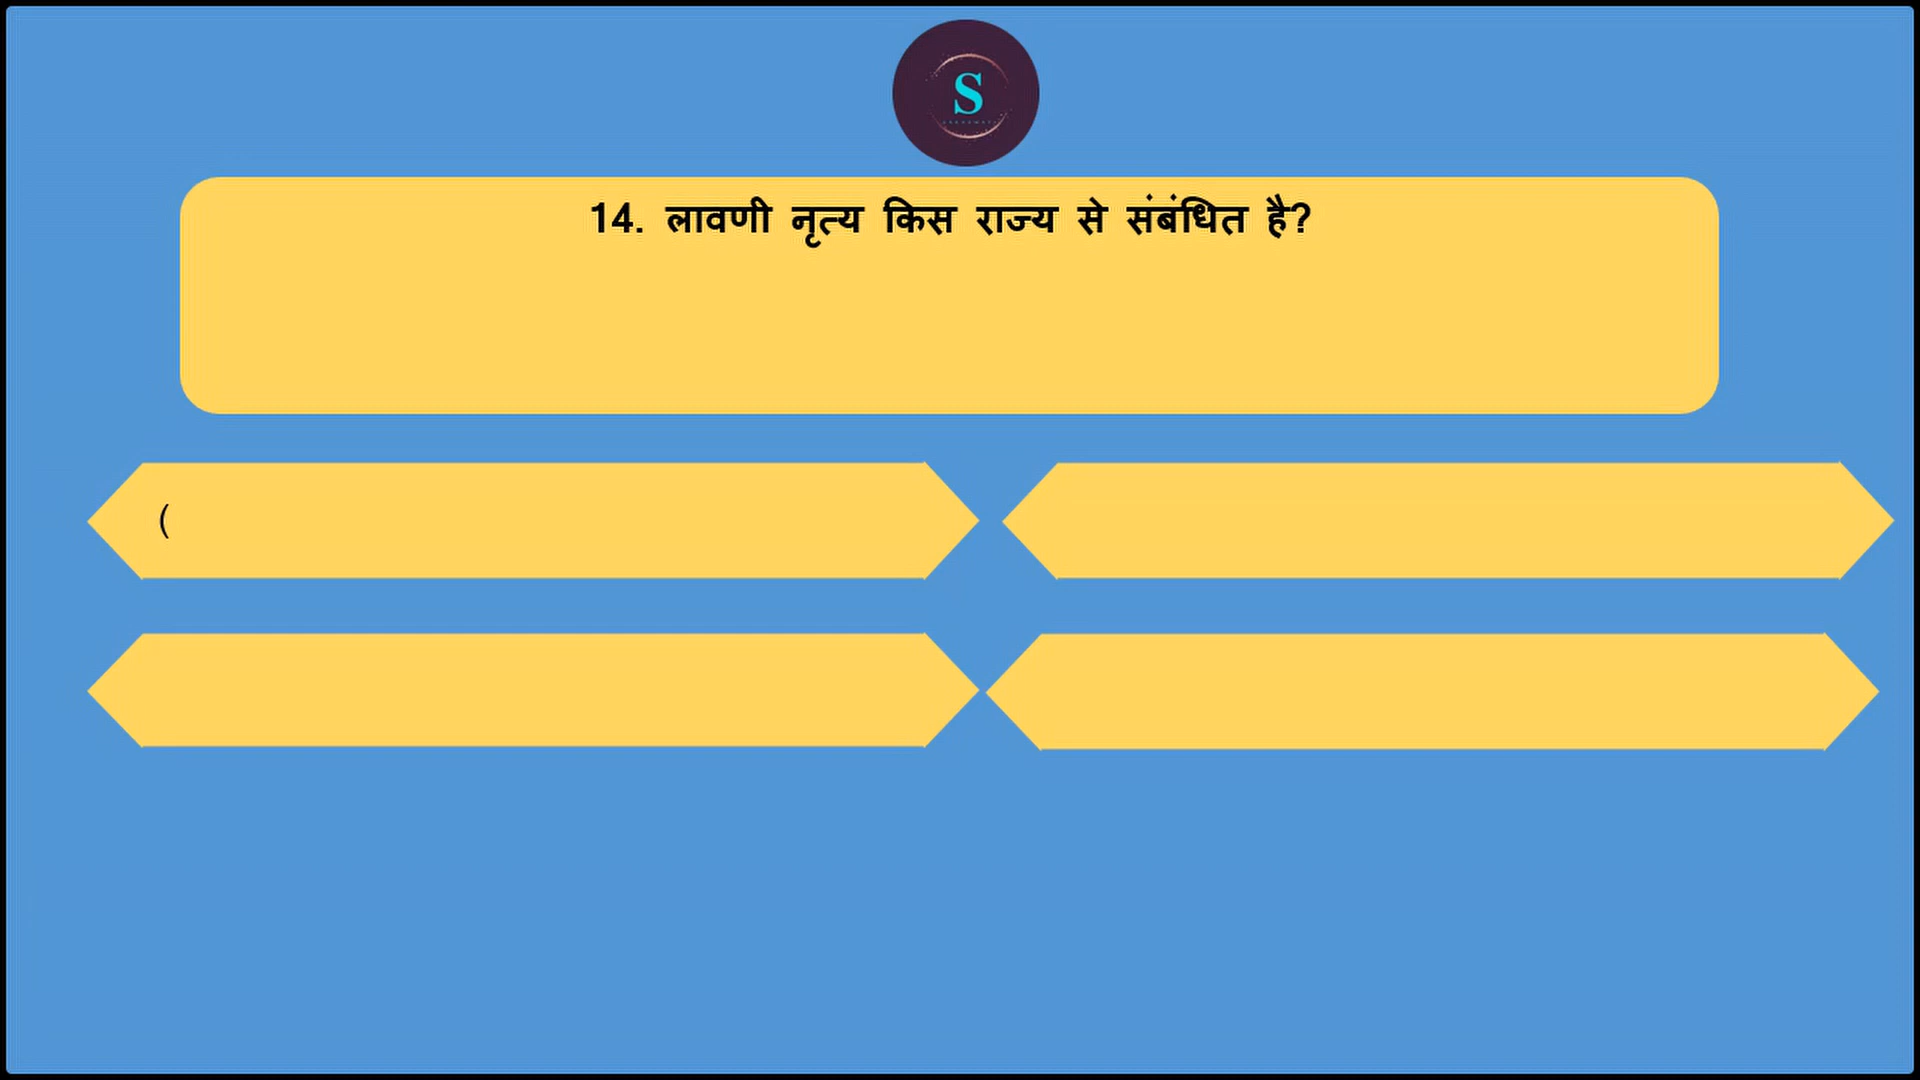 S
14. लावणी नृत्य किस राज्य से संबंधित है?
(